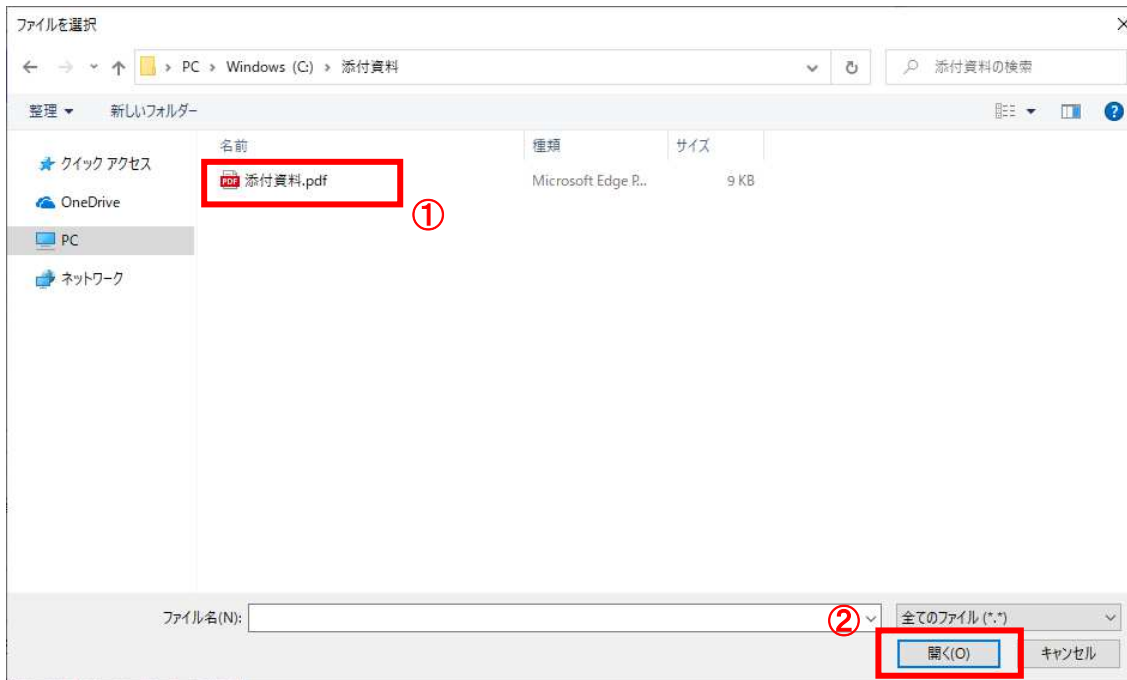 ファイルを選択
PC › Windows (C:) › 添付資料
添付資料の検索
整理
新しいフォルダー
名前 種類 サイズ
クイック アクセス
PDF 添付資料.pdf Microsoft Edge P... 9 KB
①
OneDrive
PC
ネットワーク
ファイル名(N):
②
全てのファイル (*.*)
開く(O)
キャンセル